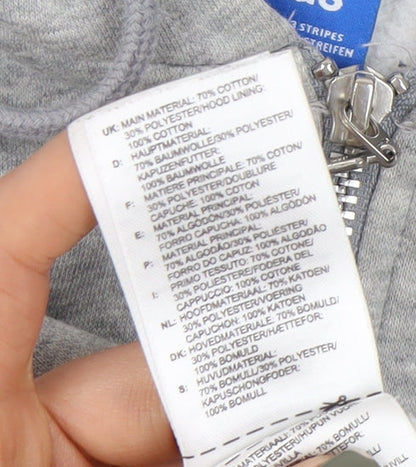 3 STRIPES
STREIFEN
UK: MAIN MATERIAL: 70% COTTON/
30% POLYESTER/HOOD LINING:
100% COTTON
D: HAUPTMATERIAL:
70% BAUMWOLLE/30% POLYESTER/
KAPUZENFUTTER:
100% BAUMWOLLE
F: MATIERE PRINCIPALE: 70% COTON/
30% POLYESTER/DOUBLURE
CAPUCHE: 100% COTON
E: MATERIAL PRINCIPAL:
70% ALGODÓN/30% POLIÉSTER/
FORRO CAPUCHA: 100% ALGODÓN
P: MATERIAL PRINCIPAL:
70% ALGODÃO/30% POLIÉSTER/
FORRO DO CAPUZ: 100% ALGODÃO
I: PRIMO TESSUTO: 70% COTONE/
30% POLIESTERE/FODERA DEL
CAPPUCCIO: 100% COTONE
NL: HOOFDMATERIAAL: 70% KATOEN/
30% POLYESTER/VOERING
CAPUCHON: 100% KATOEN
DK: HOVEDMATERIALE: 70% BOMULD/
30% POLYESTER/HÆTTEFOR:
100% BOMULD
S: HUVUDMATERIAL:
70% BOMULL/30% POLYESTER/
KAPUSCHONGFODER:
100% BOMULL